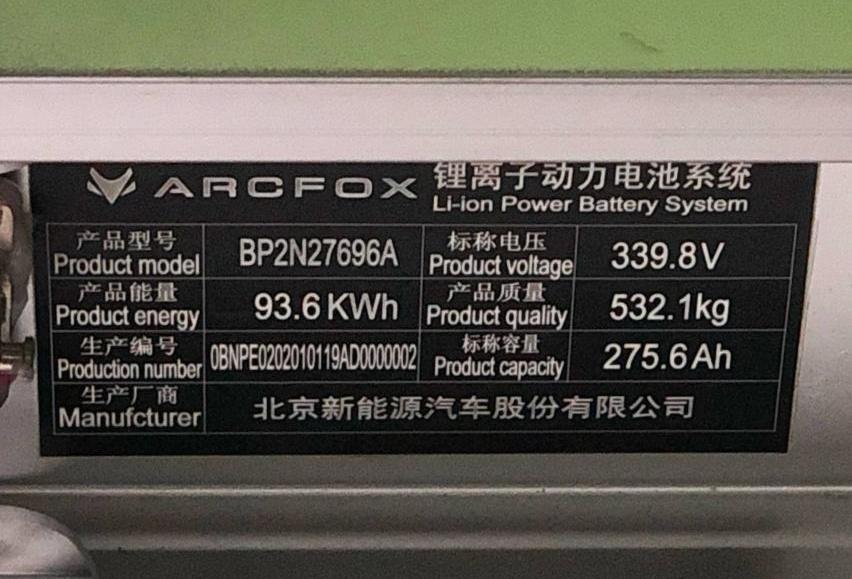 ARCFOX 锂离子动力电池系统
Li-ion Power Battery System
产品型号 标称电压
Product model BP2N27696A Product voltage 339.8V
产品能量 产品质量
Product energy 93.6KWh Product quality 532.1kg
生产编号 标称容量
Production number 0BNPE0202010119AD0000002 Product capacity 275.6Ah
生产厂商
Manufcturer 北京新能源汽车股份有限公司